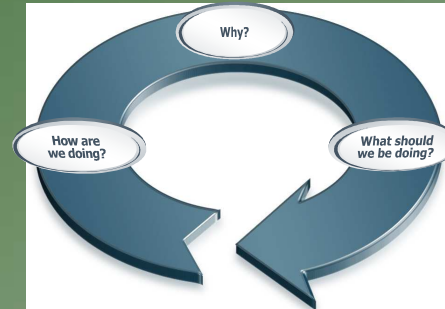 Why?
How are
we doing?
What should
we be doing?